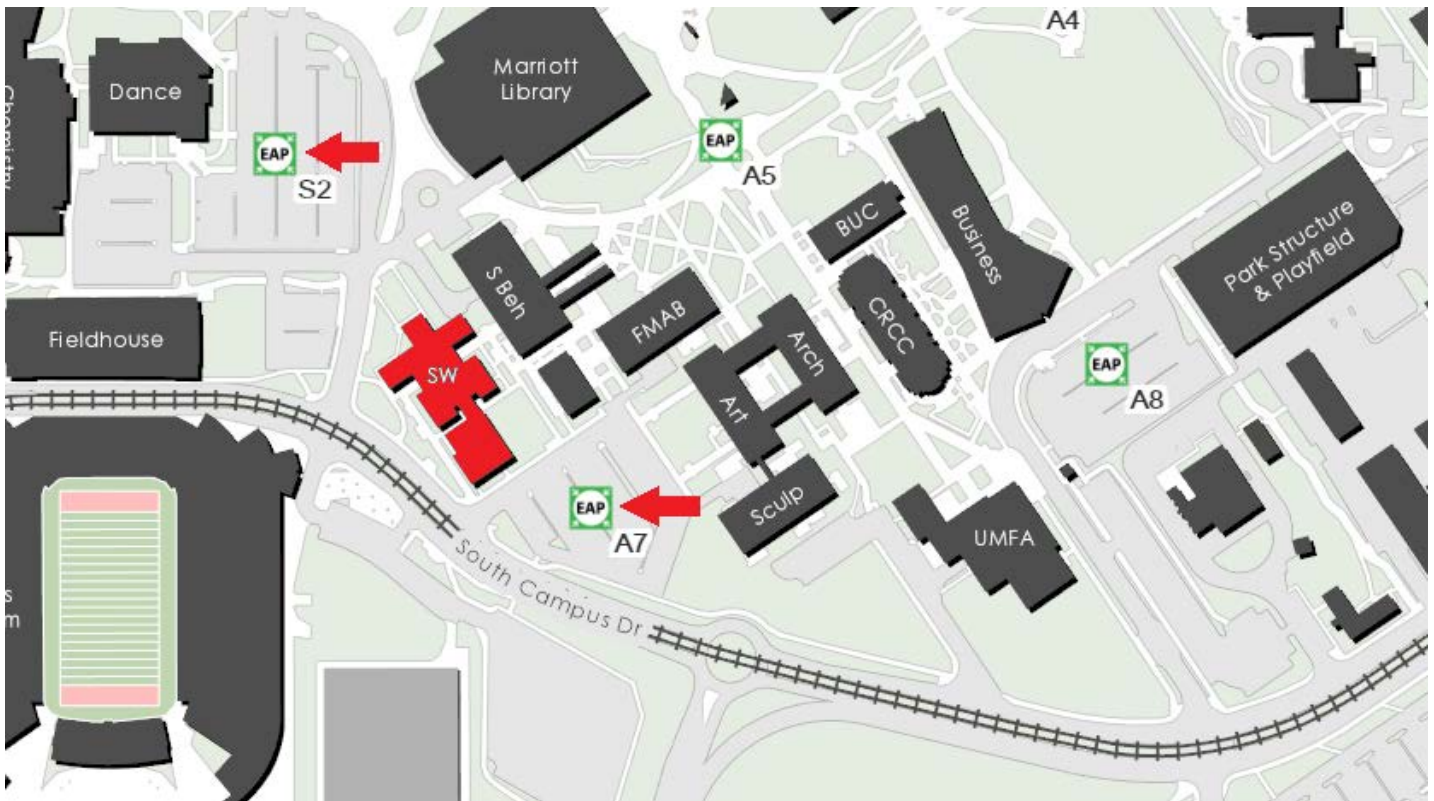 A4
Dance
Marriott
Library
EAP
S2
EAP
A5
BUC
Business
Park Structure
& Playfield
S Beh
FMAB
Arch
CRCC
Fieldhouse
SW
EAP
A8
Art
EAP
A7
Sculp
UMFA
South Campus Dr
s
m